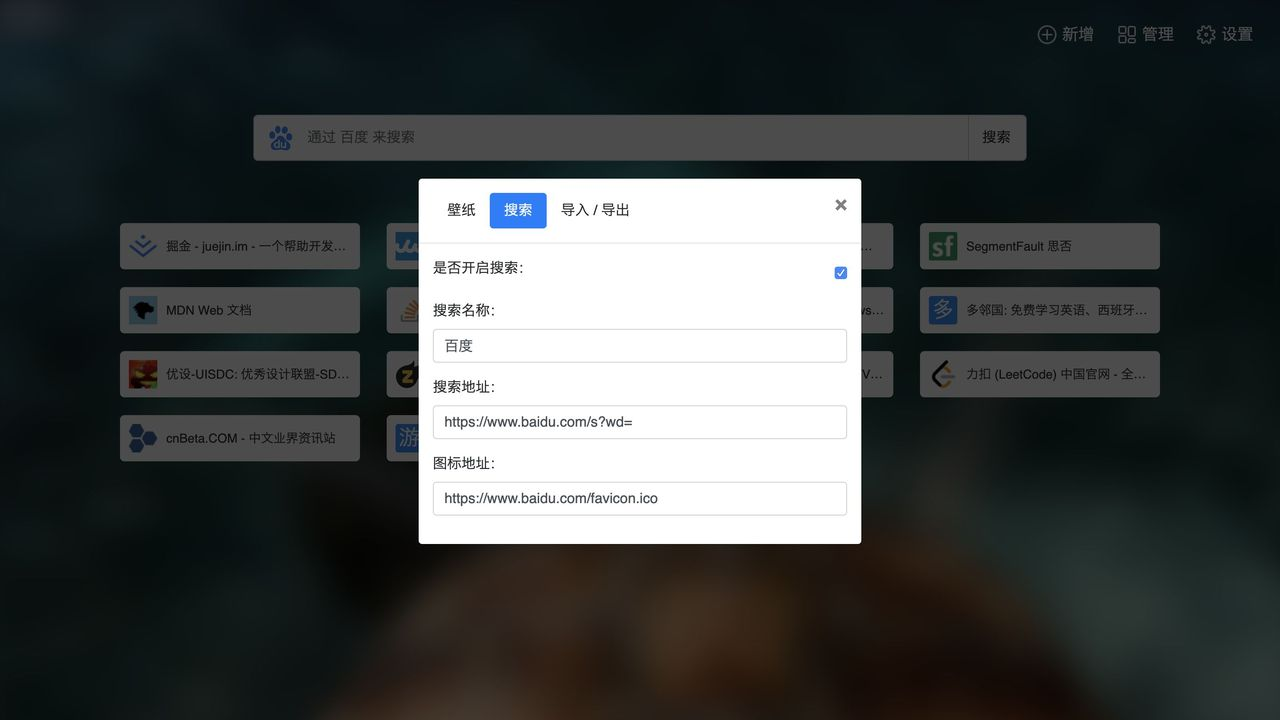 新增
管理
设置
du
通过 百度 来搜索
搜索
壁纸
搜索
导入 / 导出
是否开启搜索：
搜索名称：
百度
搜索地址：
https://www.baidu.com/s?wd=
图标地址：
https://www.baidu.com/favicon.ico
掘金 - juejin.im - 一个帮助开发…
…
sf
SegmentFault 思否
MDN Web 文档
ws…
多
多邻国: 免费学习英语、西班牙…
优设-UISDC: 优秀设计联盟-SD…
Z
V…
力扣 (LeetCode) 中国官网 - 全…
cnBeta.COM - 中文业界资讯站
游